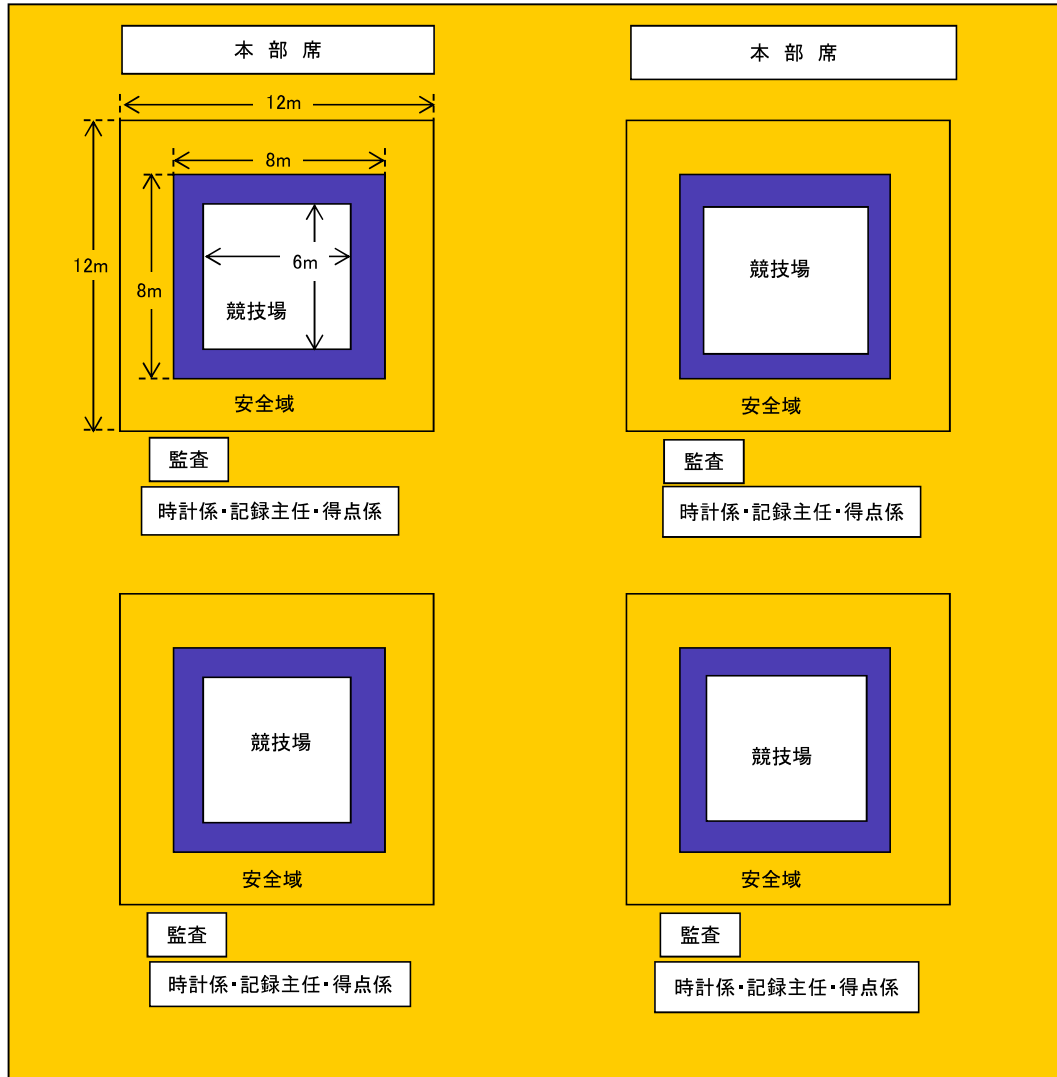 本部席
本部席
12m
8m
12m
8m
6m
競技場
競技場
安全域
安全域
監査
監査
時計係・記録主任・得点係
時計係・記録主任・得点係
競技場
競技場
安全域
安全域
監査
監査
時計係・記録主任・得点係
時計係・記録主任・得点係